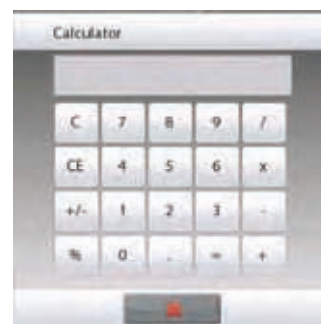 Calculator
C 7 8 9 /
CE 4 5 6 x
+/- 1 2 3 -
% 0 . = +